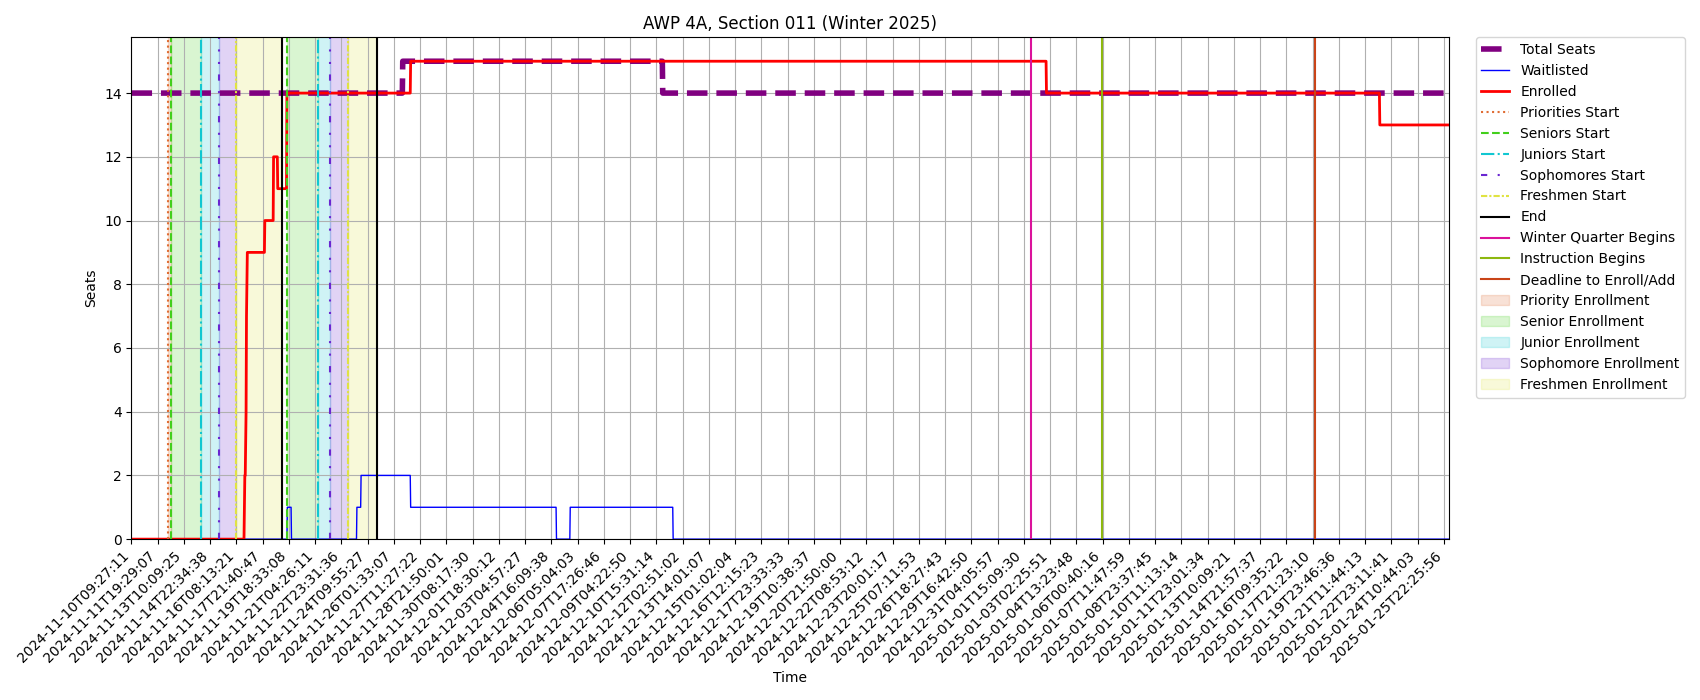 AWP 4A, Section 011 (Winter 2025)
Seats
14
12
10
8
6
4
2
0
2024-11-10T09:27:11
2024-11-11T19:29:07
2024-11-13T10:09:25
2024-11-14T22:34:38
2024-11-16T08:13:21
2024-11-17T21:40:47
2024-11-19T18:33:08
2024-11-21T04:26:11
2024-11-22T23:31:36
2024-11-24T09:55:27
2024-11-26T01:33:07
2024-11-27T11:27:22
2024-11-28T21:50:01
2024-11-30T08:17:30
2024-12-01T18:30:12
2024-12-03T04:57:27
2024-12-04T16:09:38
2024-12-06T05:04:03
2024-12-07T17:26:46
2024-12-09T04:22:50
2024-12-10T15:31:14
2024-12-12T02:51:02
2024-12-13T14:01:07
2024-12-15T01:02:04
2024-12-16T12:15:23
2024-12-17T23:33:33
2024-12-19T10:38:37
2024-12-20T21:50:00
2024-12-22T08:53:12
2024-12-23T20:01:17
2024-12-25T07:11:53
2024-12-26T18:27:43
2024-12-29T16:42:50
2024-12-31T04:05:57
2025-01-01T15:09:30
2025-01-03T02:25:51
2025-01-04T13:23:48
2025-01-06T00:40:16
2025-01-07T11:47:59
2025-01-08T23:37:45
2025-01-10T11:13:14
2025-01-11T23:01:34
2025-01-13T10:09:21
2025-01-14T21:57:37
2025-01-16T09:35:22
2025-01-17T21:23:10
2025-01-19T23:46:36
2025-01-21T11:44:13
2025-01-22T23:11:41
2025-01-24T10:44:03
2025-01-25T22:25:56
Time
Total Seats
Waitlisted
Enrolled
Priorities Start
Seniors Start
Juniors Start
Sophomores Start
Freshmen Start
End
Winter Quarter Begins
Instruction Begins
Deadline to Enroll/Add
Priority Enrollment
Senior Enrollment
Junior Enrollment
Sophomore Enrollment
Freshmen Enrollment